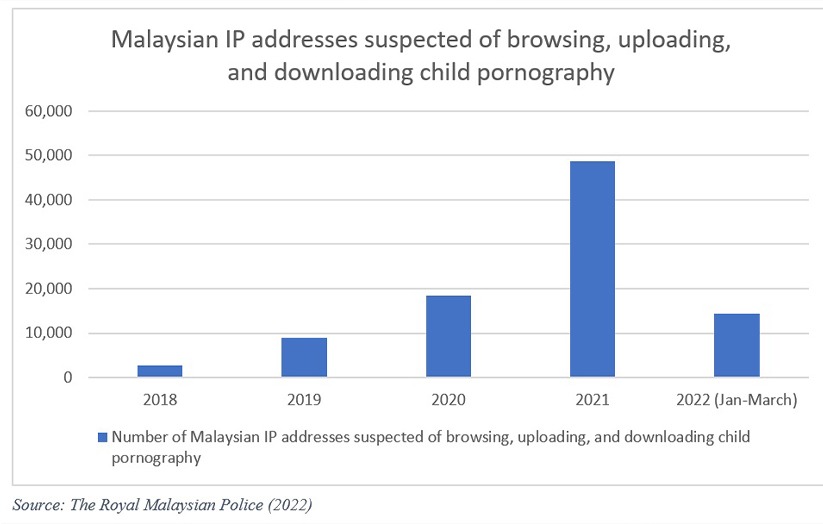 Malaysian IP addresses suspected of browsing, uploading,
and downloading child pornography
60,000
50,000
40,000
30,000
20,000
10,000
0
2018 2019 2020 2021 2022 (Jan-March)
Number of Malaysian IP addresses suspected of browsing, uploading, and downloading child
pornography
Source: The Royal Malaysian Police (2022)